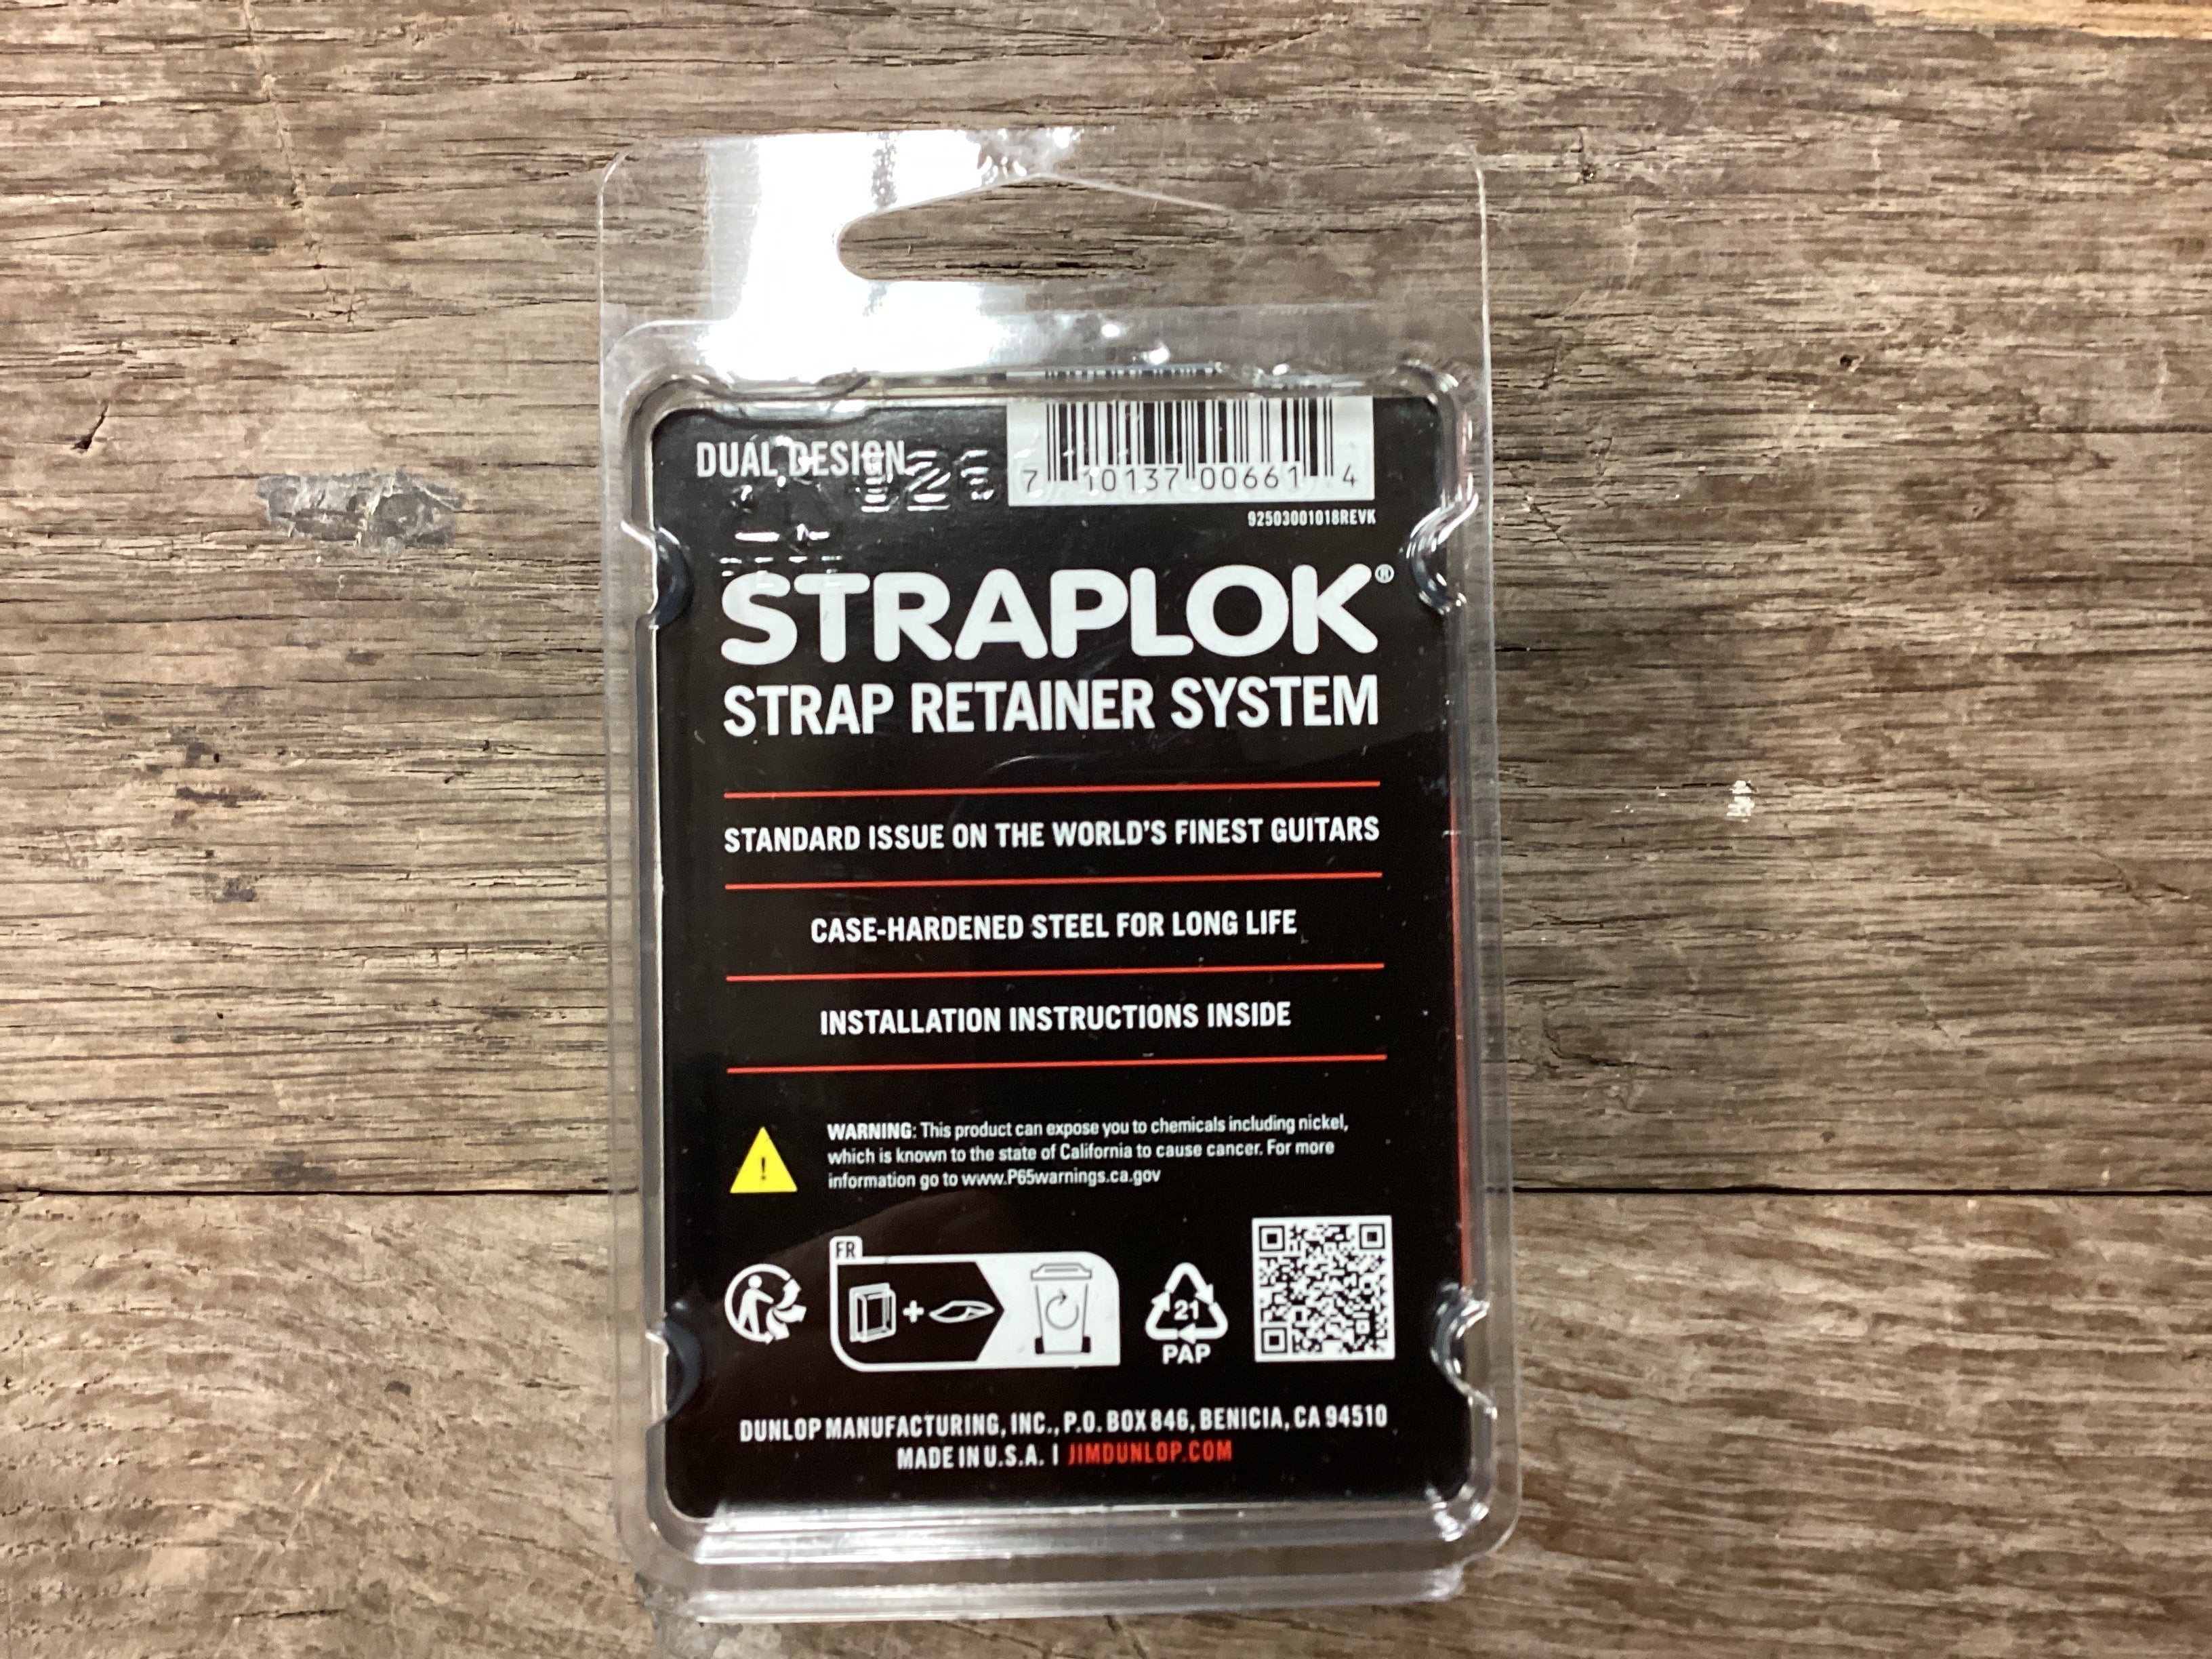 DUAL DESIGN
7 10137 00661 4
92503001018REVK
STRAPLOK®
STRAP RETAINER SYSTEM
STANDARD ISSUE ON THE WORLD'S FINEST GUITARS
CASE-HARDENED STEEL FOR LONG LIFE
INSTALLATION INSTRUCTIONS INSIDE
WARNING: This product can expose you to chemicals including nickel,
which is known to the state of California to cause cancer. For more
information go to www.P65warnings.ca.gov
FR
+
21
PAP
DUNLOP MANUFACTURING, INC., P.O. BOX 846, BENICIA, CA 94510
MADE IN U.S.A. | JIMDUNLOP.COM